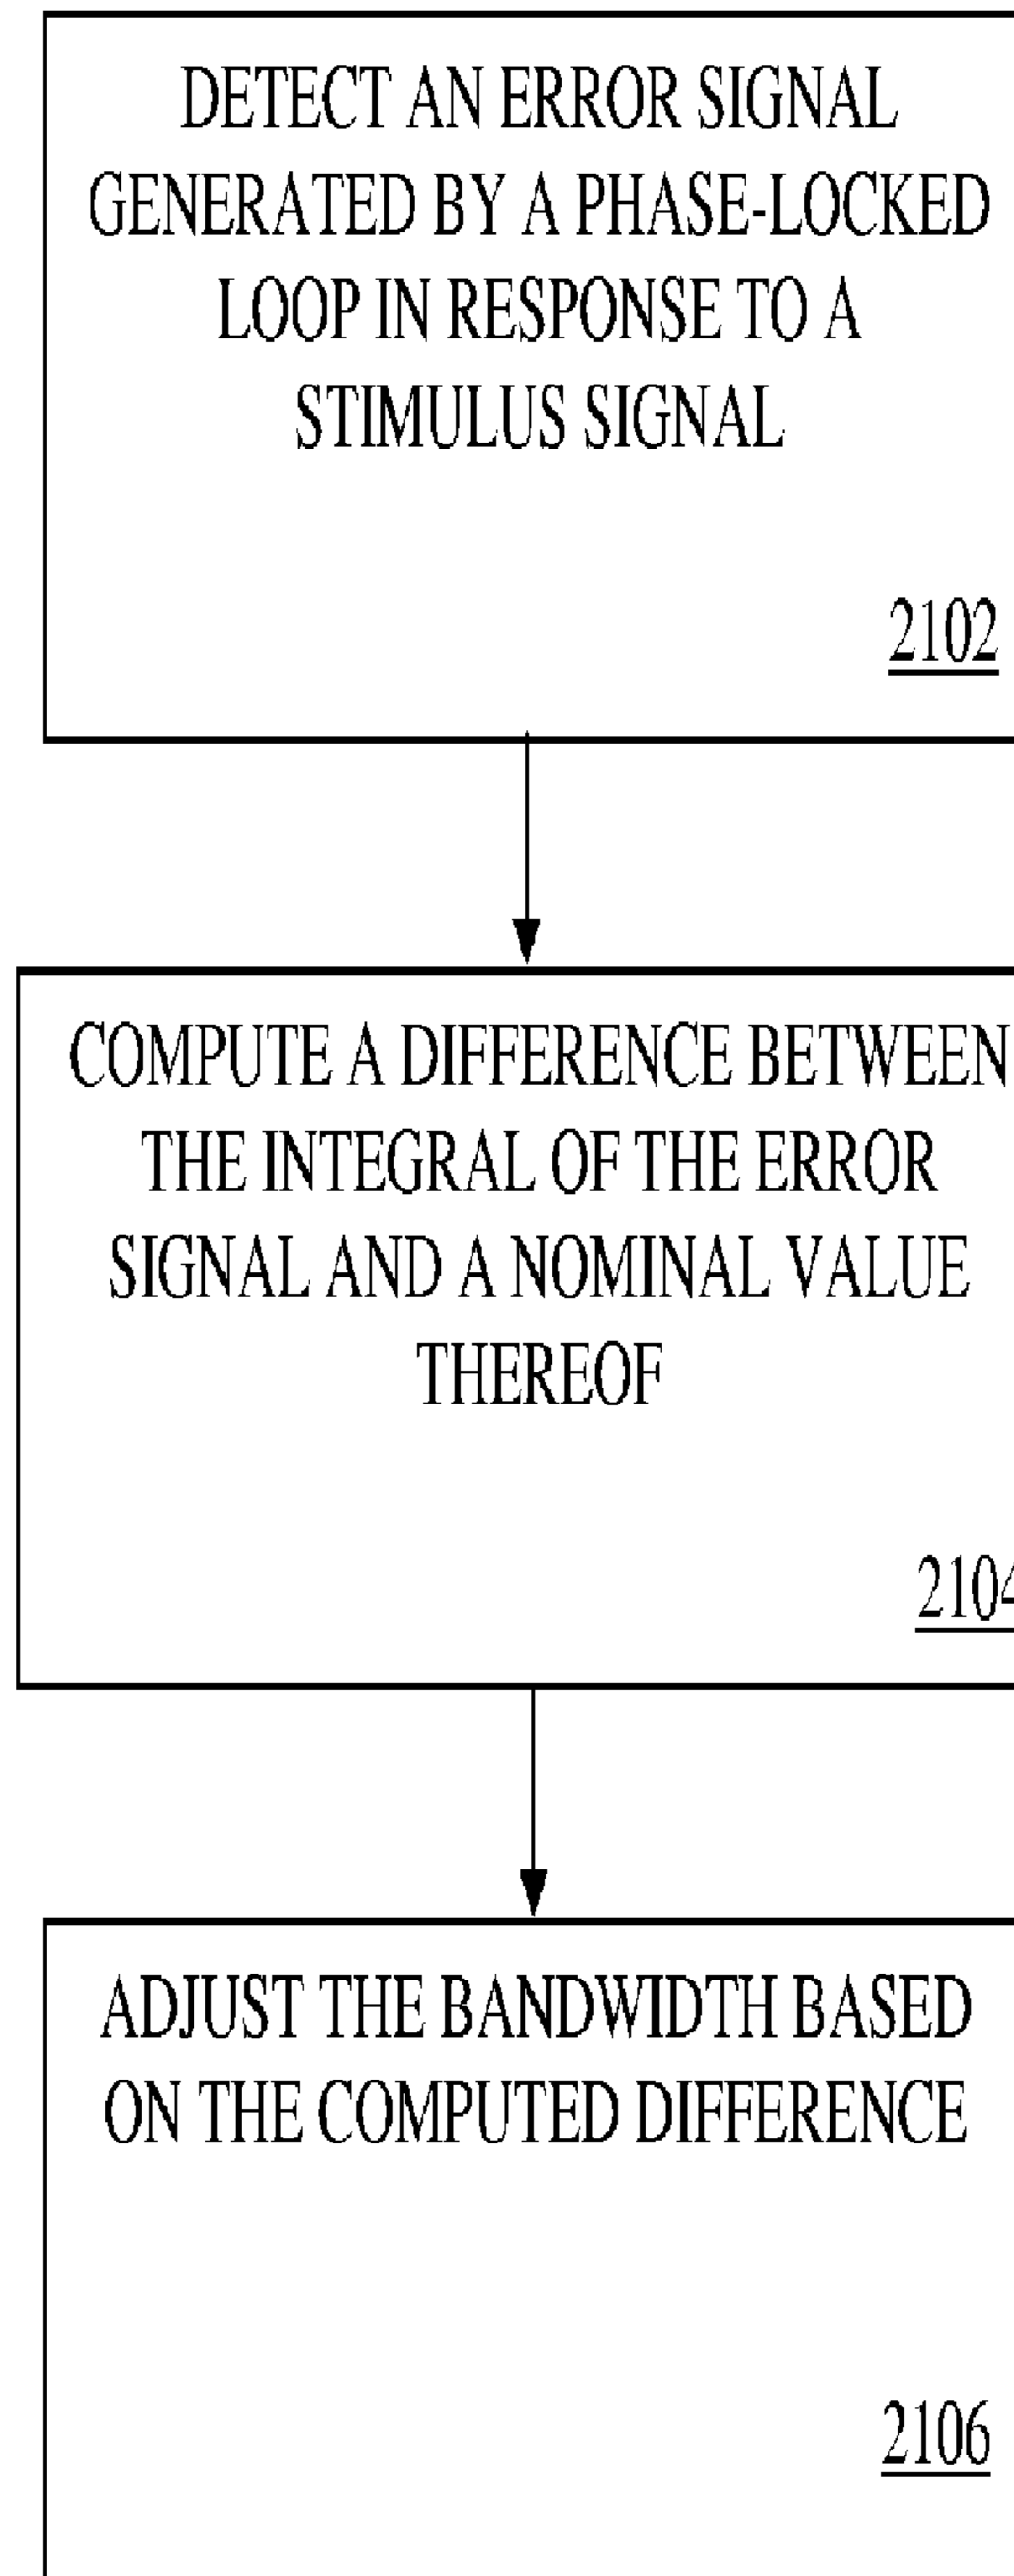 DETECT AN ERROR SIGNAL
GENERATED BY A PHASE-LOCKED
LOOP IN RESPONSE TO A
STIMULUS SIGNAL
2102
COMPUTE A DIFFERENCE BETWEEN
THE INTEGRAL OF THE ERROR
SIGNAL AND A NOMINAL VALUE
THEREOF
2104
ADJUST THE BANDWIDTH BASED
ON THE COMPUTED DIFFERENCE
2106